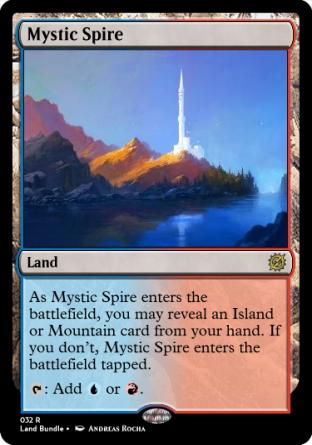 Mystic Spire
Land
As Mystic Spire enters the
battlefield, you may reveal an Island
or Mountain card from your hand. If
you don't, Mystic Spire enters the
battlefield tapped.
: Add or .
032 R
Land Bundle • Andreas Rocha